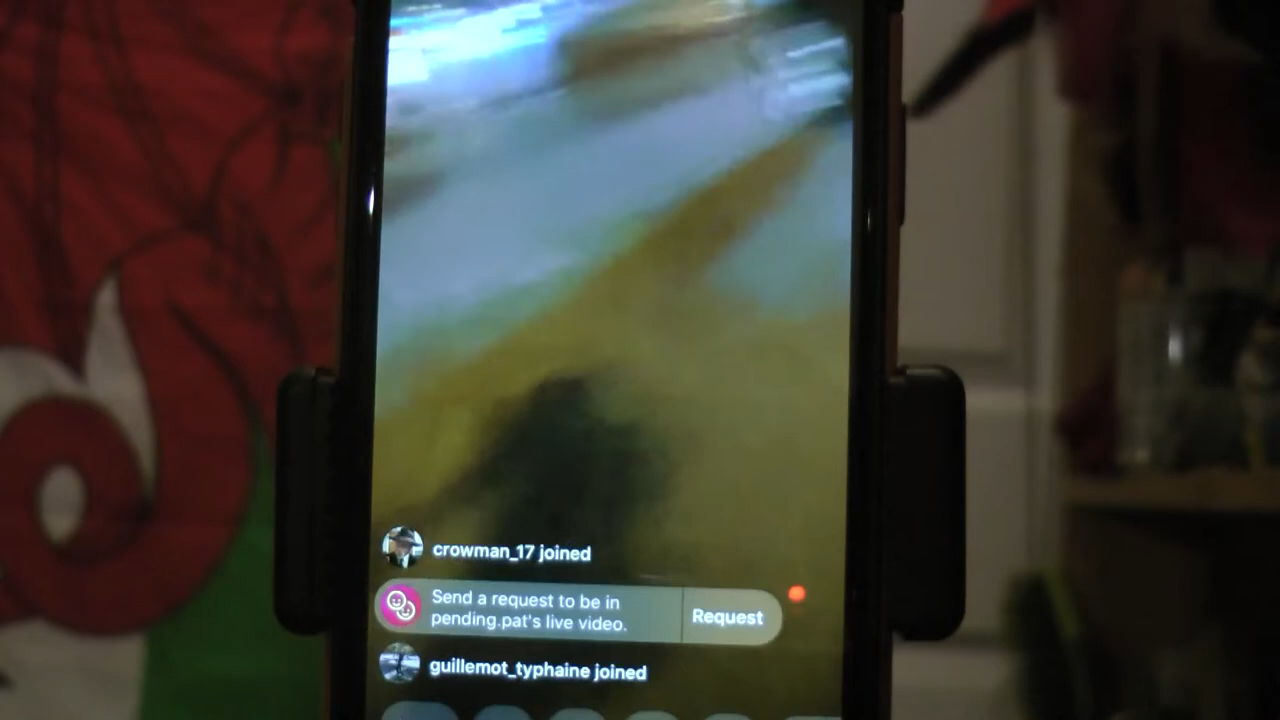 crowman_17 joined
Send a request to be in
pending.pat's live video.
Request
guillemot_typhaine joined